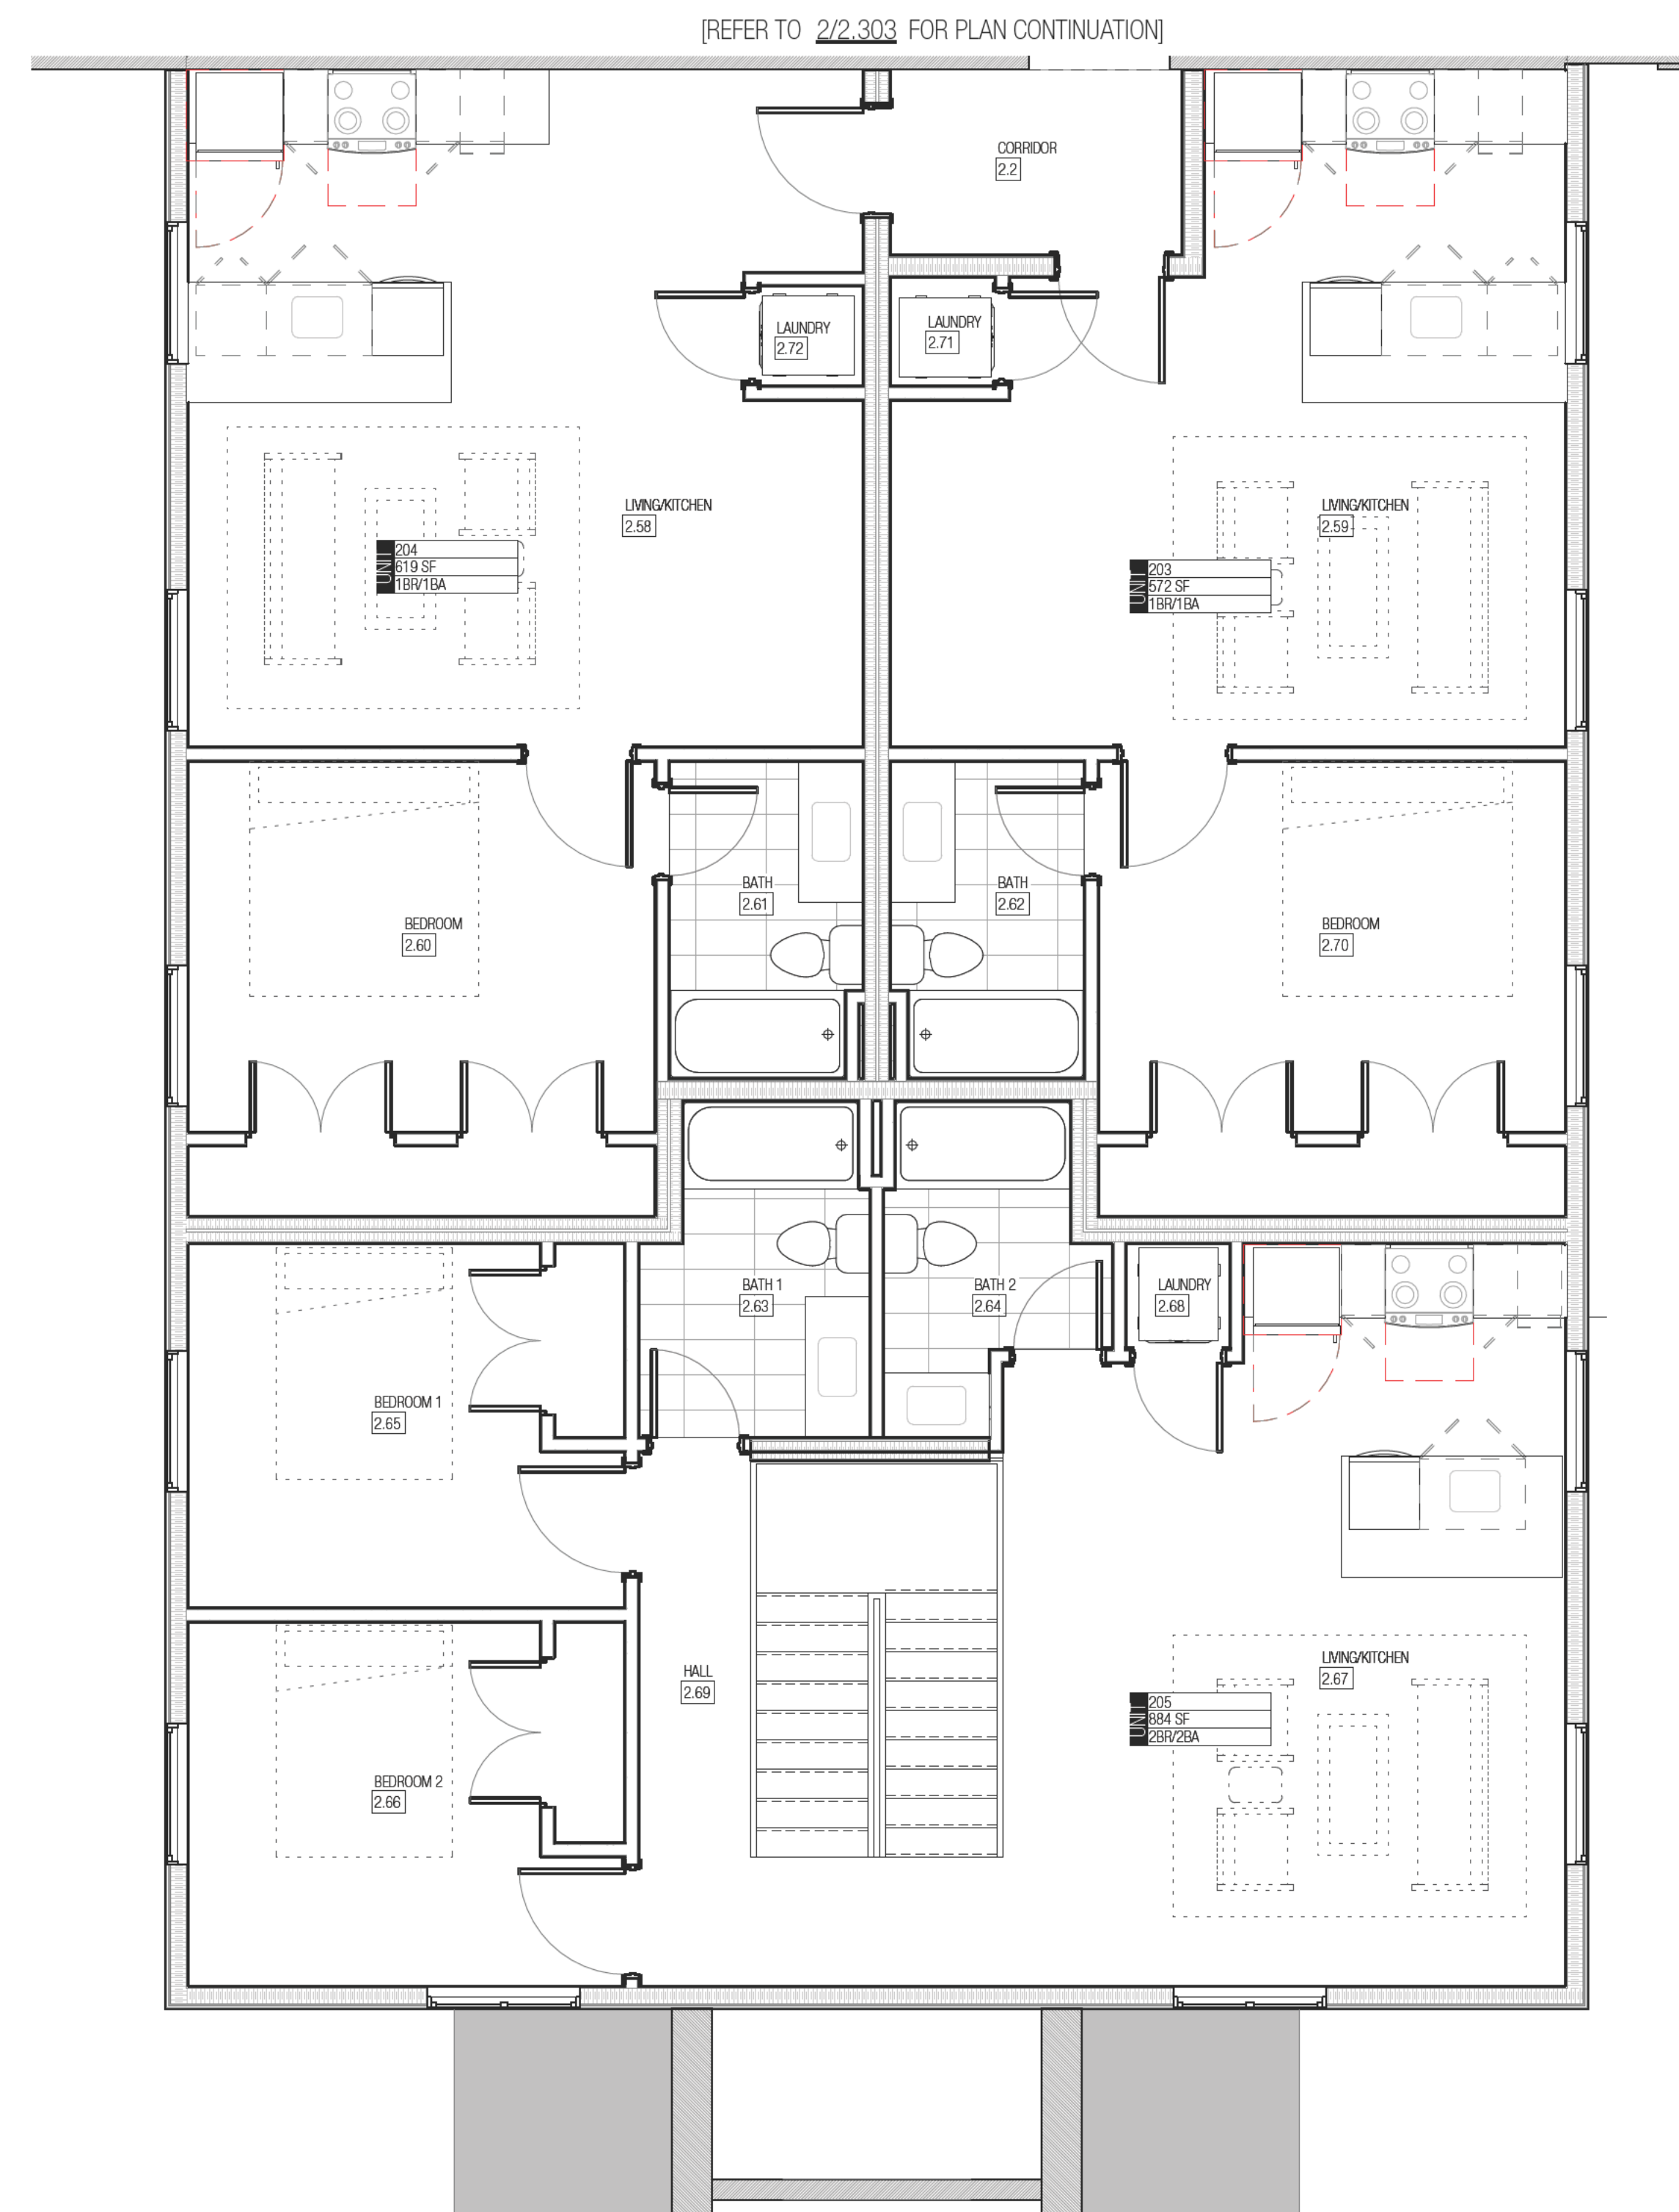 [REFER TO 2/2.303 FOR PLAN CONTINUATION]
CORRIDOR
2.2
LAUNDRY
2.72
LAUNDRY
2.71
LIVING/KITCHEN
2.58
LIVING/KITCHEN
2.59
UNIT
204
619 SF
1BR/1BA
UNIT
203
572 SF
1BR/1BA
BATH
2.61
BATH
2.62
BEDROOM
2.60
BEDROOM
2.70
BATH 1
2.63
BATH 2
2.64
LAUNDRY
2.68
BEDROOM 1
2.65
HALL
2.69
LIVING/KITCHEN
2.67
UNIT
205
884 SF
2BR/2BA
BEDROOM 2
2.66